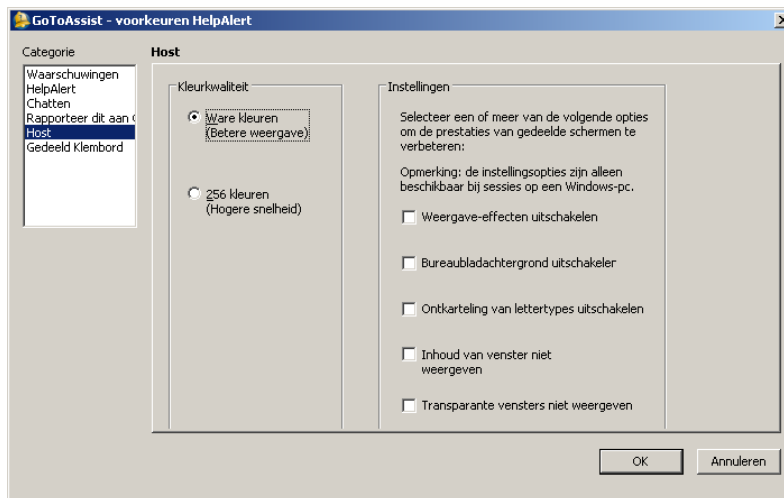 GoToAssist - voorkeuren HelpAlert
Categorie
Waarschuwingen
HelpAlert
Chatten
Rapporteer dit aan
Host
Gedeeld Klembord
Host
Kleurkwaliteit
Ware kleuren
(Betere weergave)
256 kleuren
(Hogere snelheid)
Instellingen
Selecteer een of meer van de volgende opties
om de prestaties van gedeelde schermen te
verbeteren:
Opmerking: de instellingsopties zijn alleen
beschikbaar bij sessies op een Windows-pc.
Weergave-effecten uitschakelen
Bureaubladachtergrond uitschakeler
Ontkarteling van lettertypes uitschakelen
Inhoud van venster niet
weergeven
Transparante vensters niet weergeven
OK
Annuleren